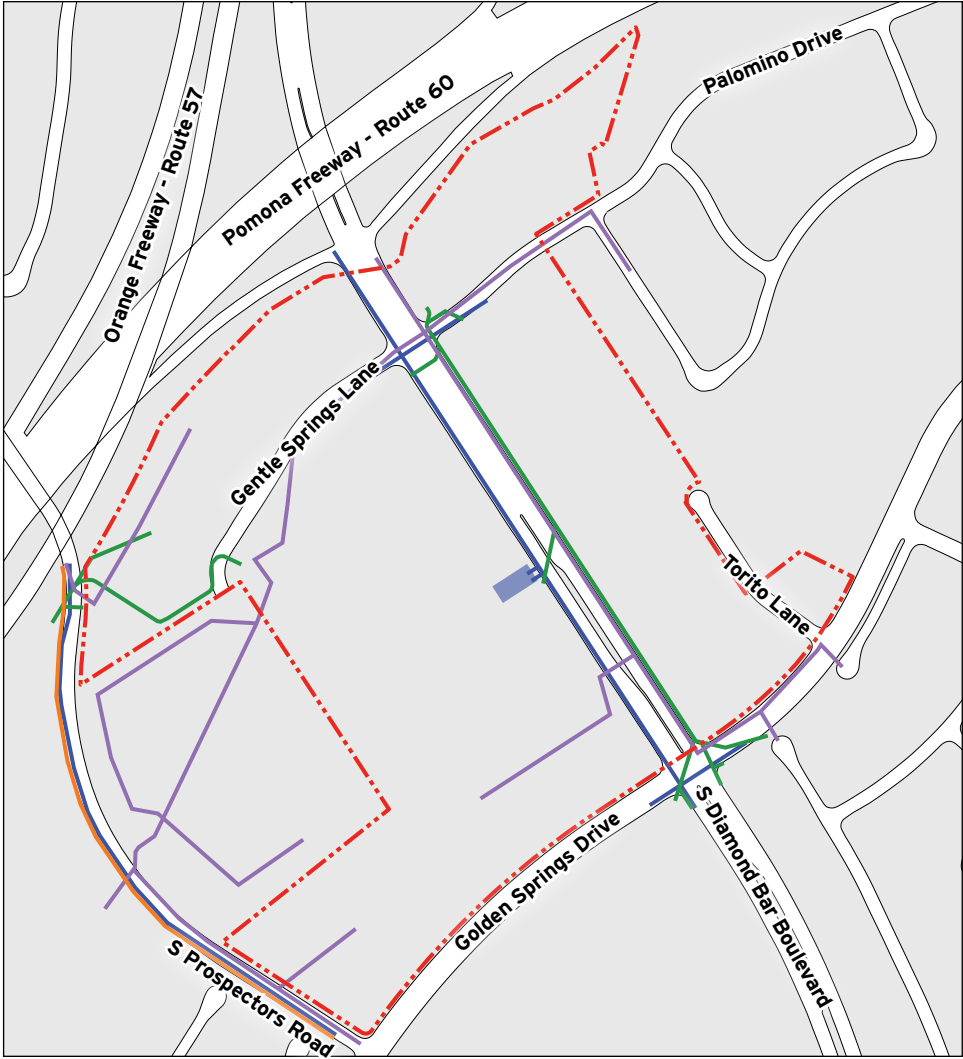 Palomino Drive
Pomona Freeway - Route 60
Orange Freeway - Route 57
Gentle Springs Lane
Torito Lane
Golden Springs Drive
S Diamond Bar Boulevard
S Prospectors Road